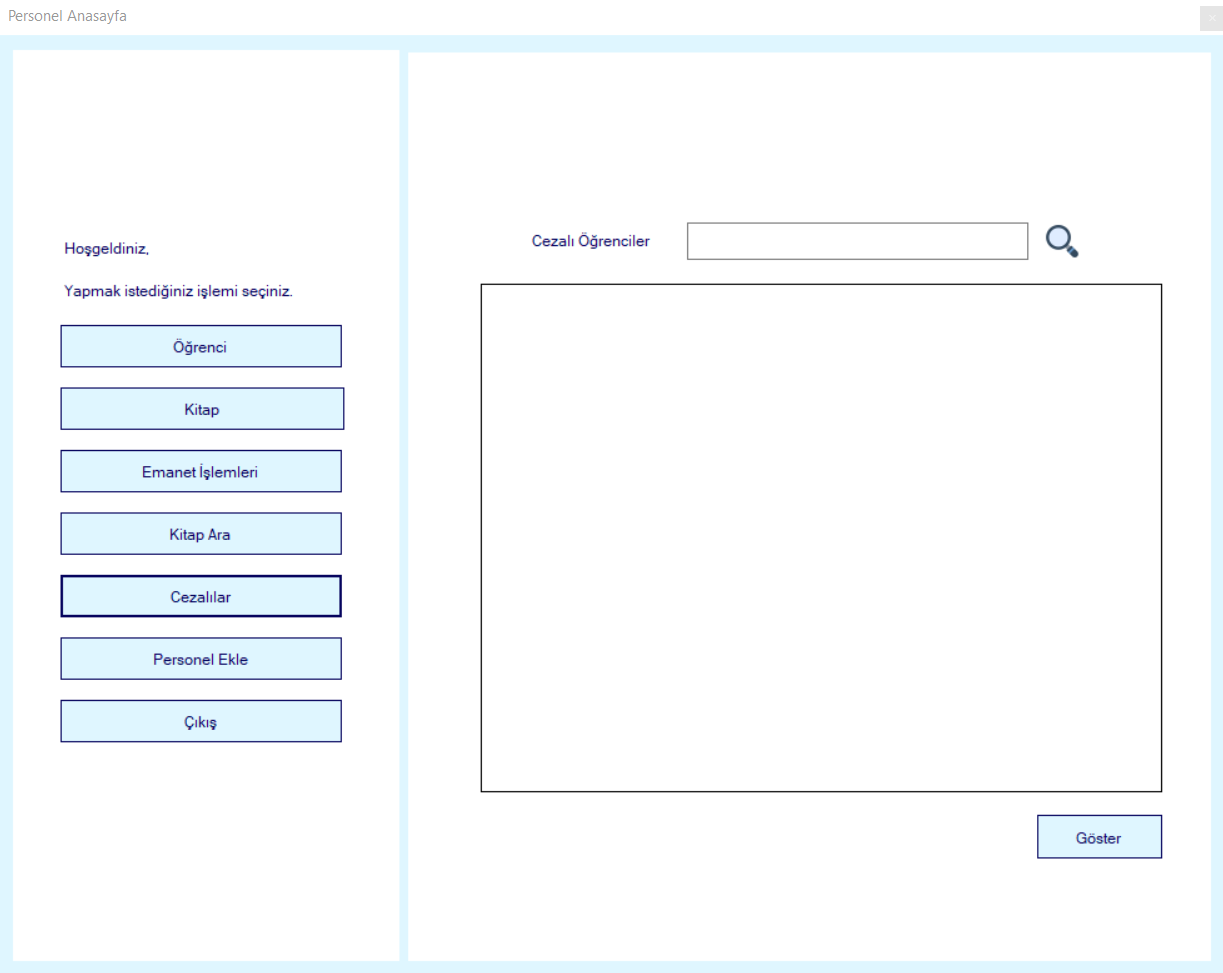 Personel Anasayfa
Hoşgeldiniz,
Yapmak istediğiniz işlemi seçiniz.
Öğrenci
Kitap
Emanet İşlemleri
Kitap Ara
Cezalılar
Personel Ekle
Çıkış
Cezalı Öğrenciler
Göster